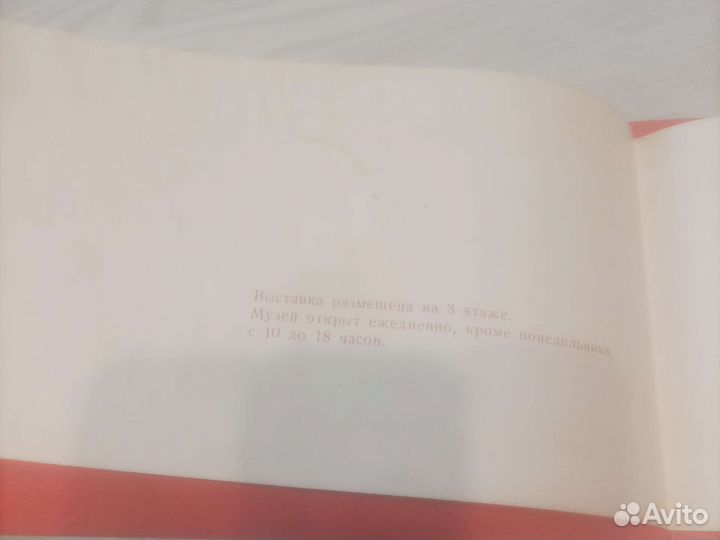 Выставка размещена на 3 этаже.
Музей открыт ежедневно, кроме понедельника,
с 10 до 18 часов.
Avito